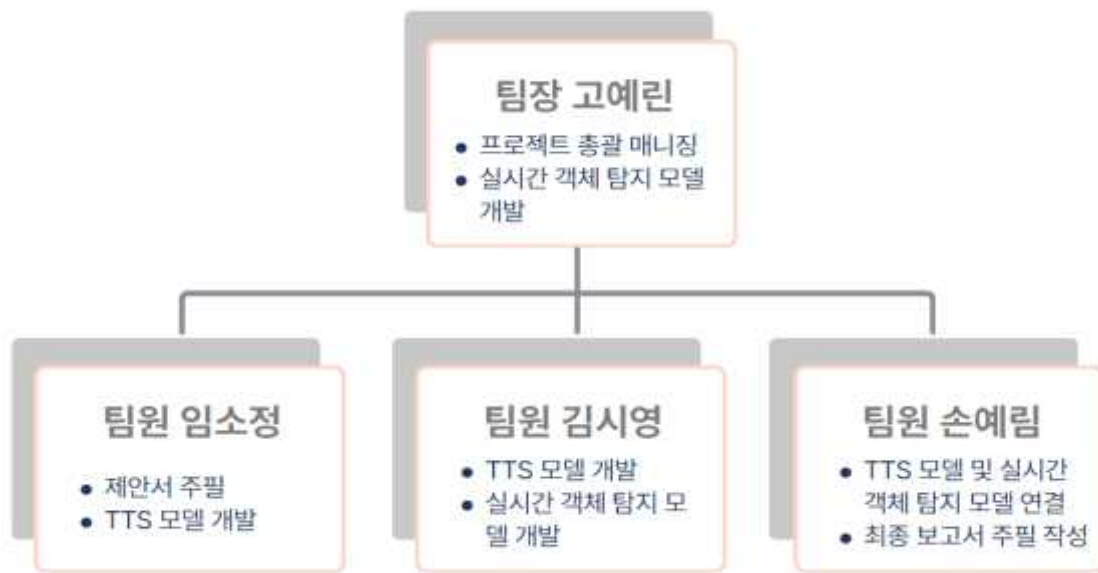 팀장 고예린
• 프로젝트 총괄 매니징
• 실시간 객체 탐지 모델
개발
팀원 임소정
• 제안서 주필
• TTS 모델 개발
팀원 김시영
• TTS 모델 개발
• 실시간 객체 탐지 모
델 개발
팀원 손예림
• TTS 모델 및 실시간
객체 탐지 모델 연결
• 최종 보고서 주필 작성